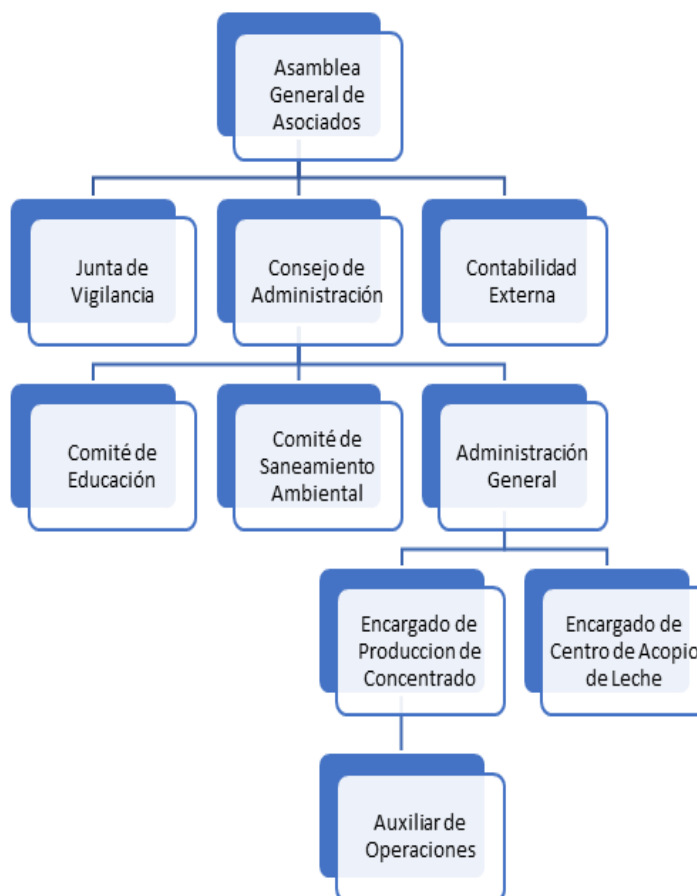 Asamblea
General de
Asociados
Junta de
Vigilancia
Consejo de
Administración
Contabilidad
Externa
Comité de
Educación
Comité de
Saneamiento
Ambiental
Administración
General
Encargado de
Produccion de
Concentrado
Encargado de
Centro de Acopio
de Leche
Auxiliar de
Operaciones